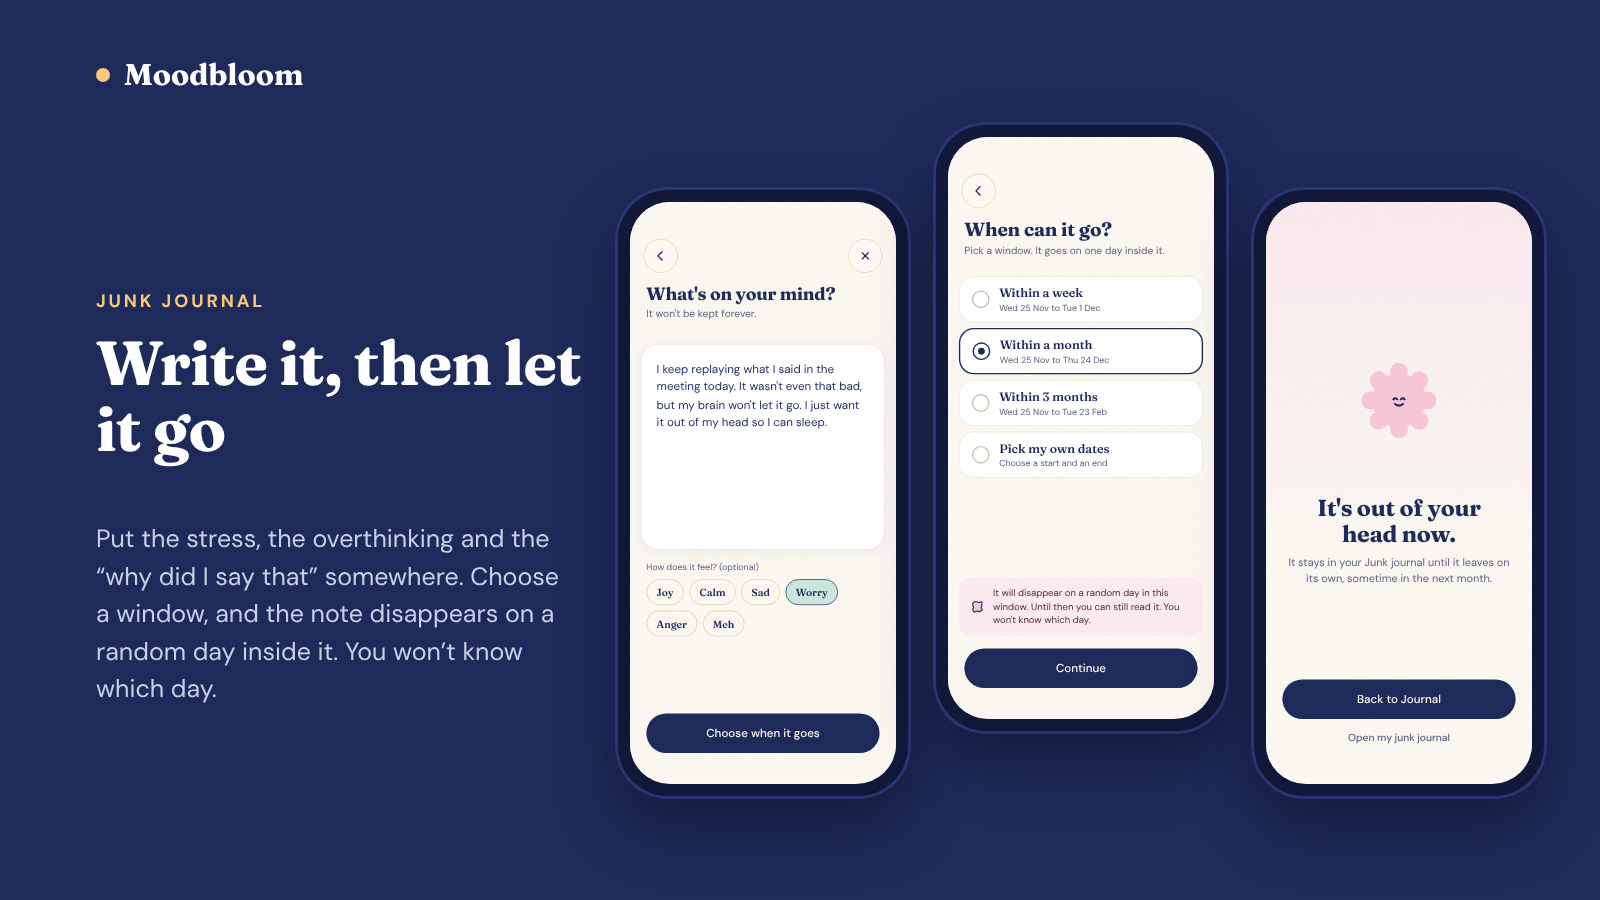 Moodbloom
JUNK JOURNAL
Write it, then let
it go
Put the stress, the overthinking and the
“why did I say that” somewhere. Choose
a window, and the note disappears on a
random day inside it. You won’t know
which day.
What's on your mind?
It won't be kept forever.
I keep replaying what I said in the
meeting today. It wasn't even that bad,
but my brain won't let it go. I just want
it out of my head so I can sleep.
How does it feel? (optional)
Joy Calm Sad Worry
Anger Meh
Choose when it goes
When can it go?
Pick a window. It goes on one day inside it.
Within a week
Wed 25 Nov to Tue 1 Dec
Within a month
Wed 25 Nov to Thu 24 Dec
Within 3 months
Wed 25 Nov to Tue 23 Feb
Pick my own dates
Choose a start and an end
It will disappear on a random day in this
window. Until then you can still read it. You
won't know which day.
Continue
It's out of your
head now.
It stays in your Junk journal until it leaves on
its own, sometime in the next month.
Back to Journal
Open my junk journal